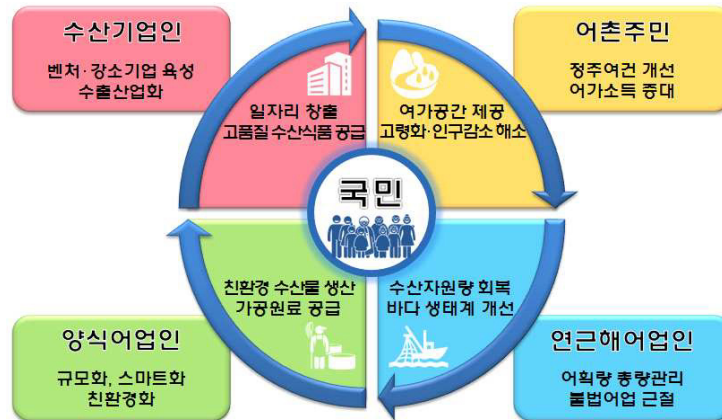 수산기업인
벤처·강소기업 육성
수출산업화
일자리 창출
고품질 수산식품 공급
어촌주민
정주여건 개선
어가소득 증대
여가공간 제공
고령화·인구감소 해소
국민
양식어업인
규모화, 스마트화
친환경화
친환경 수산물 생산
가공원료 공급
연근해어업인
어획량 총량관리
불법어업 근절
수산자원량 회복
바다 생태계 개선